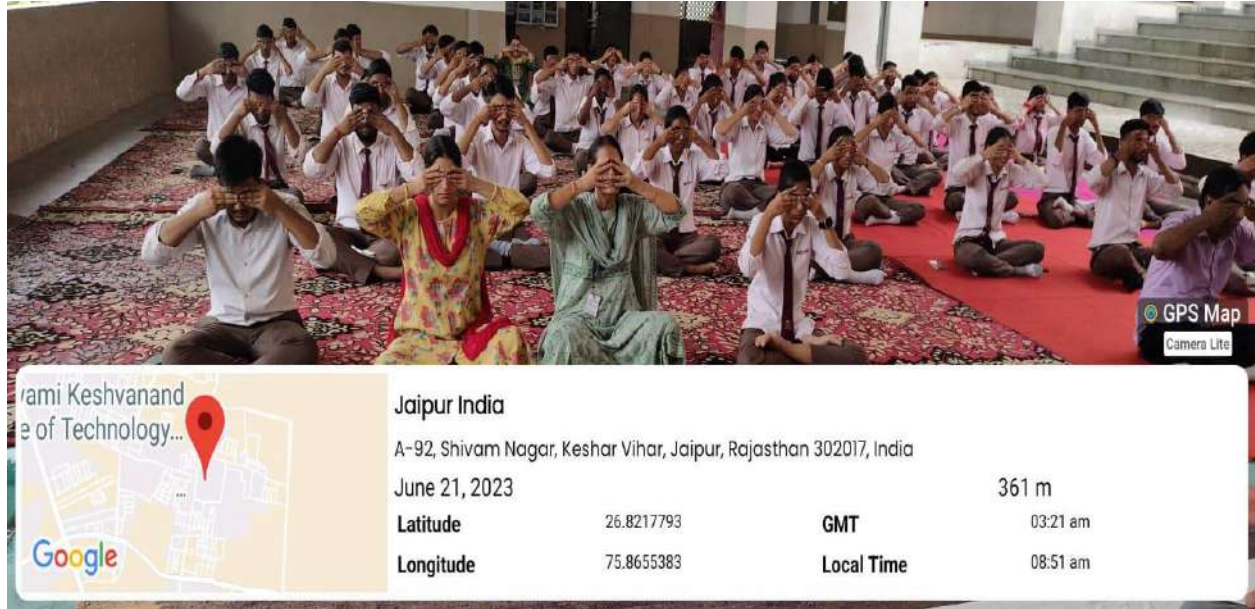 GPS Map
Camera Lite
ami Keshvanand
e of Technology...
Google
Jaipur India
A-92, Shivam Nagar, Keshar Vihar, Jaipur, Rajasthan 302017, India
June 21, 2023 361 m
Latitude 26.8217793 GMT 03:21 am
Longitude 75.8655383 Local Time 08:51 am